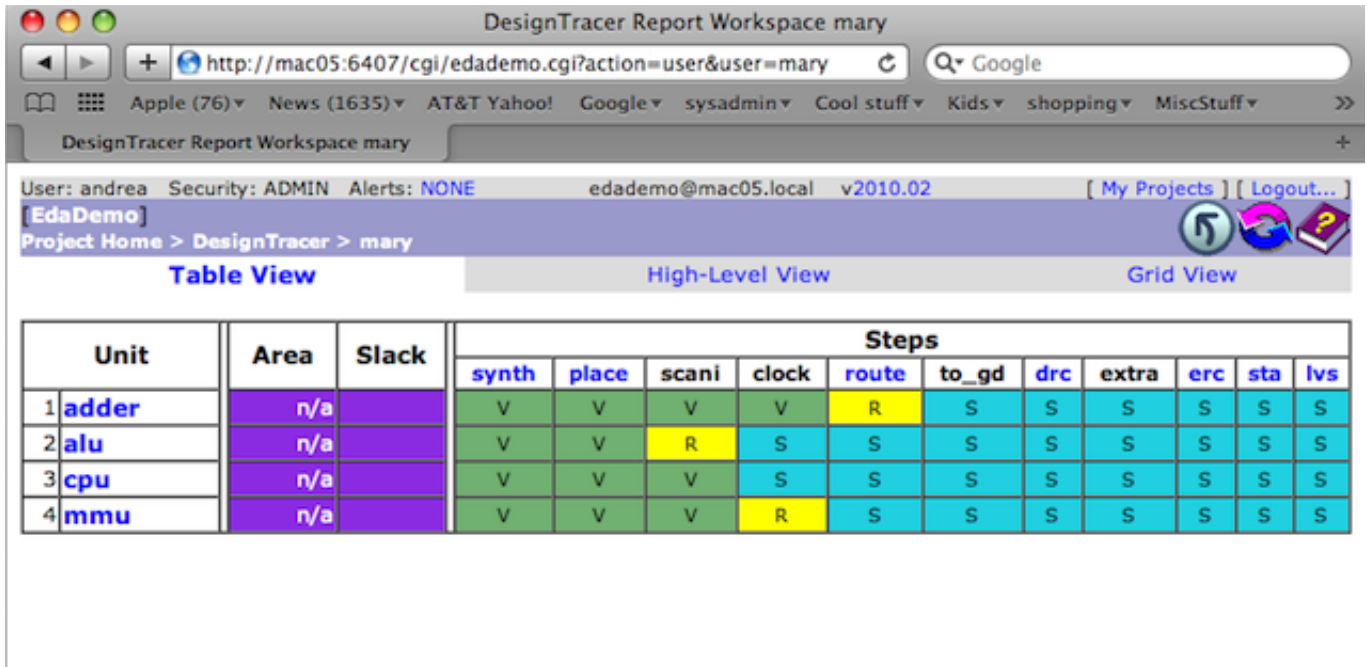 DesignTracer Report Workspace mary
http://mac05:6407/cgi/edademo.cgi?action=user&user=mary Google
Apple (76) News (1635) AT&T Yahoo! Google sysadmin Cool stuff Kids shopping MiscStuff >>
DesignTracer Report Workspace mary
User: andrea Security: ADMIN Alerts: NONE edademo@mac05.local v2010.02 [ My Projects ] [ Logout... ]
[EdaDemo]
Project Home > DesignTracer > mary
Table View High-Level View Grid View
Unit Area Slack Steps
synth place scani clock route to_gd drc extra erc sta lvs
1 adder n/a V V V V R S S S S S S
2 alu n/a V V R S S S S S S S S
3 cpu n/a V V V S S S S S S S S
4 mmu n/a V V V R S S S S S S S